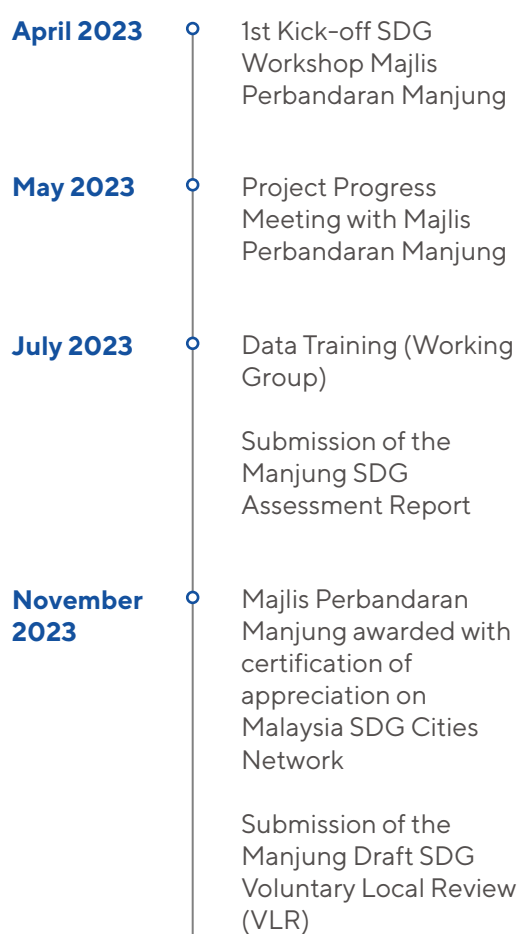 April 2023
1st Kick-off SDG
Workshop Majlis
Perbandaran Manjung
May 2023
Project Progress
Meeting with Majlis
Perbandaran Manjung
July 2023
Data Training (Working
Group)
Submission of the
Manjung SDG
Assessment Report
November
2023
Majlis Perbandaran
Manjung awarded with
certification of
appreciation on
Malaysia SDG Cities
Network
Submission of the
Manjung Draft SDG
Voluntary Local Review
(VLR)